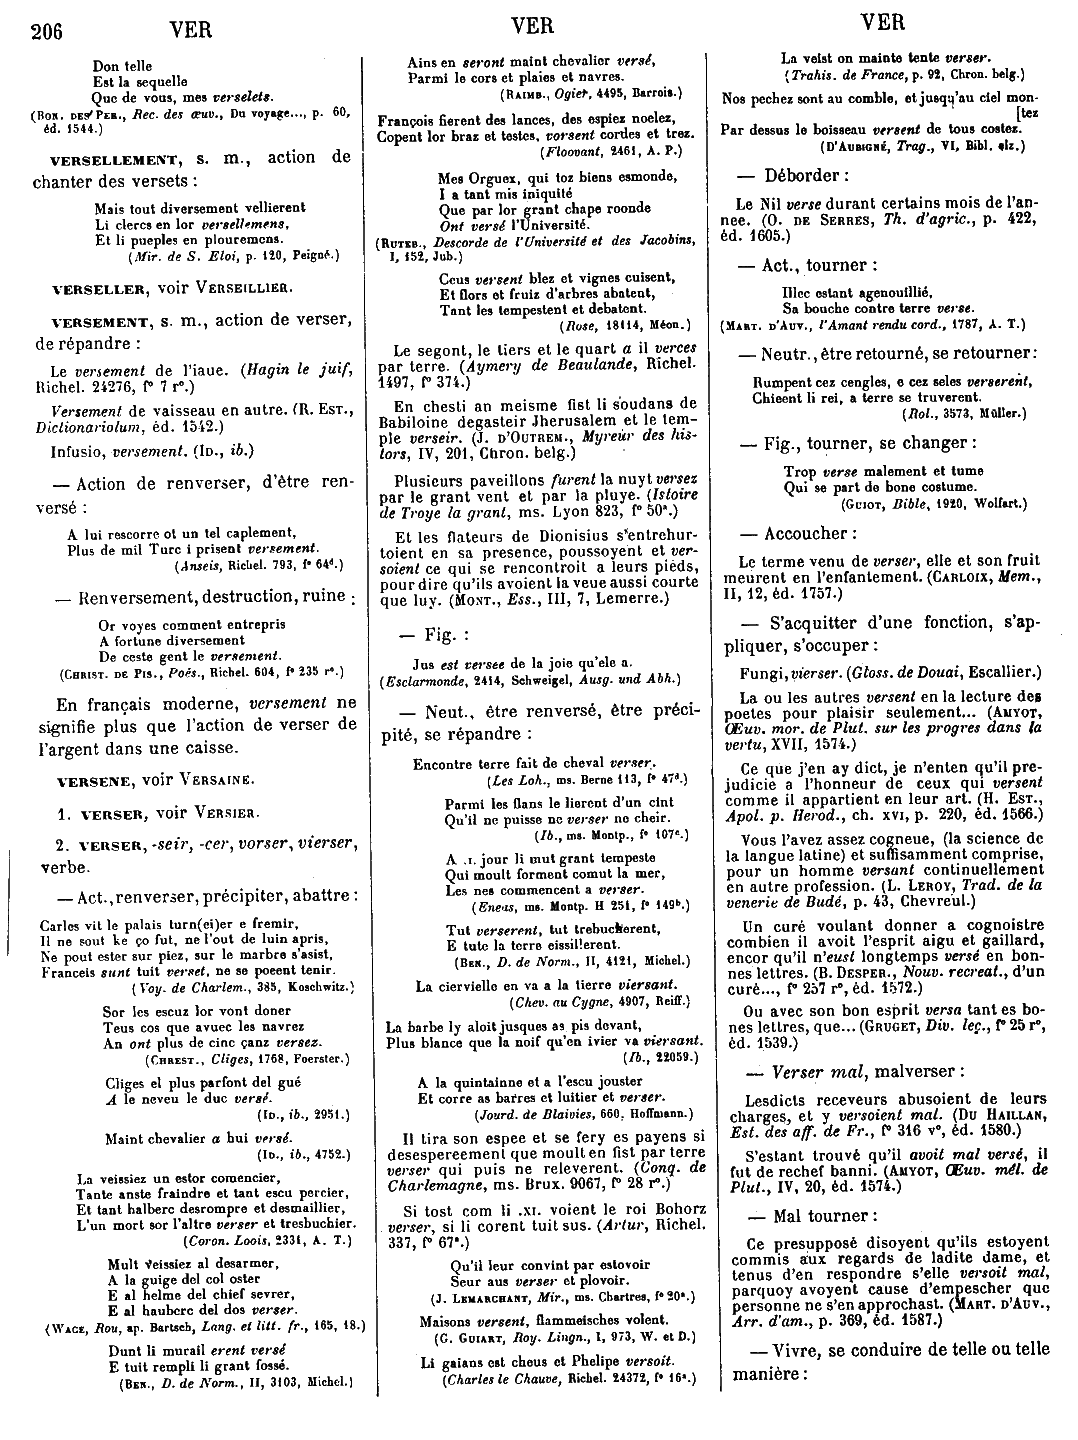 206 VER VER VER
Don telle
Est la sequelle
Que de vous, mes verselets.
(Bon. des Per., Rec. des œuv., Du voyage..., p. 60,
éd. 1544.)
VERSELLEMENT, s. m., action de
chanter des versets :
Mais tout diversement vellierent
Li clercs en lor versellemens,
Et li pueples en plouremens.
(Mir. de S. Eloi, p. 120, Peigné.)
VERSELLER, voir VERSEILLIER.
VERSEMENT, s. m., action de verser,
de répandre :
Le versement de l'iaue. (Hagin le juif,
Richel. 24276, f° 7 r°.)
Versement de vaisseau en autre. (R. EST.,
Dictionariolum, éd. 1542.)
Infusio, versement. (ID., ib.)
— Action de renverser, d'être ren-
versé :
A lui rescorre ot un tel caplement,
Plus de mil Turc i prisent versement.
(Anseis, Richel. 793, f° 64d.)
— Renversement, destruction, ruine :
Or voyes comment entrepris
A fortune diversement
De ceste gent le versement.
(CHRIST. DE PIS., Poés., Richel. 604, f° 235 r°.)
En français moderne, versement ne
signifie plus que l'action de verser de
l'argent dans une caisse.
VERSENE, voir VERSAINE.
1. VERSER, voir VERSIER.
2. VERSER, -seir, -cer, vorser, vierser,
verbe.
— Act., renverser, précipiter, abattre :
Carles vit le palais turn(ei)er e fremir,
Il ne sout ke ço fut, ne l'out de luin apris,
Ne pout ester sur piez, sur le marbre s'asist,
Franceis sunt tuit verset, ne se poeent tenir.
(Voy. de Charlem., 385, Koschwitz.)
Sor les escuz lor vont doner
Teus cos que avuec les navrez
An ont plus de cinc çanz versez.
(CHREST., Cliges, 1768, Foerster.)
Cliges el plus parfont del gué
A le neveu le duc versé.
(ID., ib., 2951.)
Maint chevalier a hui versé.
(ID., ib., 4752.)
La veissiez un estor comencier,
Tante anste fraindre et tant escu percier,
Et tant halberc desrompre et desmaillier,
L'un mort sor l'altre verser et tresbuchier.
(Coron. Loois, 2331, A. T.)
Mult veissiez al desarmer,
A la guige del col oster
E al helme del chief sevrer,
E al hauberc del dos verser.
(WACE, Rou, ap. Bartsch, Lang. et litt. fr., 165, 18.)
Dunt li murail erent versé
E tuit rempli li grant fossé.
(BEN., D. de Norm., II, 3103, Michel.)
Ains en seront maint chevalier versé,
Parmi le cors et plaies et navres.
(RAIMB., Ogier, 4495, Barrois.)
François fierent des lances, des espiez noelez,
Copent lor braz et testes, vorsent cordes et trez.
(Floovant, 2461, A. P.)
Mes Orguex, qui toz biens esmonde,
I a tant mis iniquité
Que par lor grant chape roonde
Ont versé l'Université.
(RUTEB., Descorde de l'Université et des Jacobins,
I, 152, Jub.)
Ceus versent blez et vignes cuisent,
Et flors et fruiz d'arbres abatent,
Tant les tempestent et debatent.
(Rose, 18114, Méon.)
Le segont, le tiers et le quart a il verces
par terre. (Aymery de Beaulande, Richel.
1497, f° 374.)
En chesti an meisme fist li soudans de
Babiloine degasteir Jherusalem et le tem-
ple verseir. (J. D'OUTREM., Myreur des his-
tors, IV, 201, Chron. belg.)
Plusieurs paveillons furent la nuyt versez
par le grant vent et par la pluye. (Istoire
de Troye la grant, ms. Lyon 823, f° 50a.)
Et les flateurs de Dionisius s'entrehur-
toient en sa presence, poussoyent et ver-
soient ce qui se rencontroit a leurs pieds,
pour dire qu'ils avoient la veue aussi courte
que luy. (MONT., Ess., III, 7, Lemerre.)
— Fig. :
Jus est versee de la joie qu'ele a.
(Esclarmonde, 2414, Schweigel, Ausg. und Abh.)
— Neut., être renversé, être préci-
pité, se répandre :
Encontre terre fait de cheval verser.
(Les Loh., ms. Berne 113, f° 47d.)
Parmi les flans le lierent d'un cint
Qu'il ne puisse ne verser ne cheir.
(Ib., ms. Montp., f° 107c.)
A .I. jour li mut grant tempeste
Qui moult forment comut la mer,
Les nes commencent a verser.
(Eneas, ms. Montp. H 251, f° 149b.)
Tut verserent, tut trebucherent,
E tute la terre eissillerent.
(BEN., D. de Norm., II, 4121, Michel.)
La ciervielle en va a la tierre viersant.
(Chev. au Cygne, 4907, Reiff.)
La barbe ly aloit jusques as pis devant,
Plus blance que la noif qu'en ivier va viersant.
(Ib., 22059.)
A la quintainne et a l'escu jouster
Et corre as barres et luitier et verser.
(Jourd. de Blaivies, 660, Hoffmann.)
Il tira son espee et se fery es payens si
desespereement que moult en fist par terre
verser qui puis ne releverent. (Conq. de
Charlemagne, ms. Brux. 9067, f° 28 r°.)
Si tost com li .XI. voient le roi Bohorz
verser, si li corent tuit sus. (Artur, Richel.
337, f° 67a.)
Qu'il leur convint par estovoir
Seur aus verser et plovoir.
(J. LEMARCHANT, Mir., ms. Chartres, f° 20a.)
Maisons versent, flammeisches volent.
(G. GUIART, Roy. Lingn., I, 973, W. et D.)
Li gaians est cheus et Phelipe versoit.
(Charles le Chauve, Richel. 24372, f° 16a.)
La veist on mainte tente verser.
(Trahis. de France, p. 92, Chron. belg.)
Nos pechez sont au comble, et jusqu'au ciel mon-
[tez
Par dessus le boisseau versent de tous costez.
(D'AUBIGNÉ, Trag., VI, Bibl. elz.)
— Déborder :
Le Nil verse durant certains mois de l'an-
nee. (O. DE SERRES, Th. d'agric., p. 422,
éd. 1605.)
— Act., tourner :
Illec estant agenouillié,
Sa bouche contre terre verse.
(MART. D'AUV., l'Amant rendu cord., 1787, A. T.)
— Neutr., être retourné, se retourner :
Rumpent cez cengles, e cez seles verserent,
Chieent li rei, a terre se truverent.
(Rol., 3573, Müller.)
— Fig., tourner, se changer :
Trop verse malement et tume
Qui se part de bone costume.
(GUIOT, Bible, 1920, Wolfart.)
— Accoucher :
Le terme venu de verser, elle et son fruit
meurent en l'enfantement. (CARLOIX, Mem.,
II, 12, éd. 1757.)
— S'acquitter d'une fonction, s'ap-
pliquer, s'occuper :
Fungi, vierser. (Gloss. de Douai, Escallier.)
La ou les autres versent en la lecture des
poetes pour plaisir seulement... (AMYOT,
Œuv. mor. de Plut. sur les progres dans la
vertu, XVII, 1574.)
Ce que j'en ay dict, je n'enten qu'il pre-
judicie a l'honneur de ceux qui versent
comme il appartient en leur art. (H. EST.,
Apol. p. Herod., ch. XVI, p. 220, éd. 1566.)
Vous l'avez assez cogneue, (la science de
la langue latine) et suffisamment comprise,
pour un homme versant continuellement
en autre profession. (L. LEROY, Trad. de la
venerie de Budé, p. 43, Chevreul.)
Un curé voulant donner a cognoistre
combien il avoit l'esprit aigu et gaillard,
encor qu'il n'eust longtemps versé en bon-
nes lettres. (B. DESPER., Nouv. recreat., d'un
curé..., f° 257 r°, éd. 1572.)
Ou avec son bon esprit versa tant es bo-
nes lettres, que... (GRUGET, Div. leç., f° 25 r°,
éd. 1539.)
— Verser mal, malverser :
Lesdicts receveurs abusoient de leurs
charges, et y versoient mal. (DU HAILLAN,
Est. des aff. de Fr., f° 316 v°, éd. 1580.)
S'estant trouvé qu'il avoit mal versé, il
fut de rechef banni. (AMYOT, Œuv. mél. de
Plut., IV, 20, éd. 1574.)
— Mal tourner :
Ce presupposé disoyent qu'ils estoyent
commis aux regards de ladite dame, et
tenus d'en respondre s'elle versoit mal,
parquoy avoyent cause d'empescher que
personne ne s'en approchast. (MART. D'AUV.,
Arr. d'am., p. 369, éd. 1587.)
— Vivre, se conduire de telle ou telle
manière :